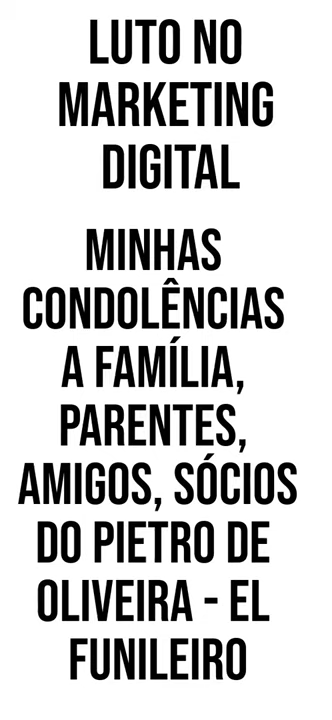 LUTO NO
MARKETING
DIGITAL
MINHAS
CONDOLÊNCIAS
A FAMÍLIA,
PARENTES,
AMIGOS, SÓCIOS
DO PIETRO DE
OLIVEIRA - EL
FUNILEIRO